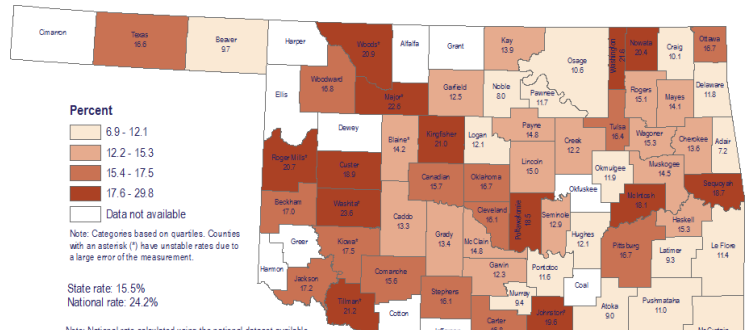 Cimarron
Texas
16.6
Beaver
9.7
Harper
Woods*
20.9
Alfalfa
Grant
Kay
13.9
Osage
10.6
Washington
Nowata
20.4
Craig
10.1
Ottawa
16.7
Ellis
Woodward
16.8
Major*
22.6
Garfield
12.5
Noble
8.0
Pawnee
11.7
Rogers
15.1
Mayes
14.1
Delaware
11.8
Percent
6.9 - 12.1
12.2 - 15.3
15.4 - 17.5
17.6 - 29.8
Data not available
Note: Categories based on quartiles. Counties
with an asterisk (*) have unstable rates due to
a large error of the measurement.
State rate: 15.5%
National rate: 24.2%
Dewey
Blaine*
14.2
Kingfisher
21.0
Logan
12.1
Payne
14.8
Creek
12.2
Tulsa
16.4
Wagoner
15.3
Cherokee
13.6
Adair
7.2
Roger Mills*
20.7
Custer
18.8
Canadian
15.7
Oklahoma
16.7
Lincoln
15.0
Okmulgee
11.9
Muskogee
14.5
Okfuskee
McIntosh
18.1
Sequoyah
18.7
Beckham
17.0
Washita*
23.6
Caddo
13.3
Grady
13.4
Cleveland
16.1
McClain
14.8
Pottawatomie
18.5
Seminole
12.9
Hughes
12.1
Haskell
15.3
Pittsburg
16.7
Latimer
9.3
Le Flore
11.4
Greer
Kiowa*
17.5
Harmon
Jackson
17.2
Comanche
15.6
Garvin
12.3
Pontotoc
11.6
Coal
Tillman*
21.2
Cotton
Stephens
16.1
Murray
9.4
Johnston*
19.8
Atoka
9.0
Pushmataha
11.0
Carter